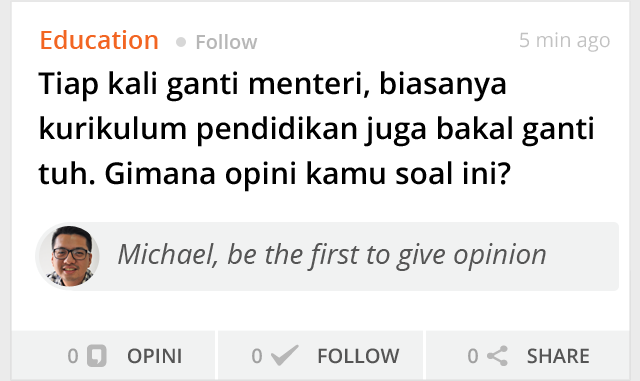 Education • Follow 5 min ago
Tiap kali ganti menteri, biasanya
kurikulum pendidikan juga bakal ganti
tuh. Gimana opini kamu soal ini?
Michael, be the first to give opinion
0 OPINI 0 FOLLOW 0 SHARE